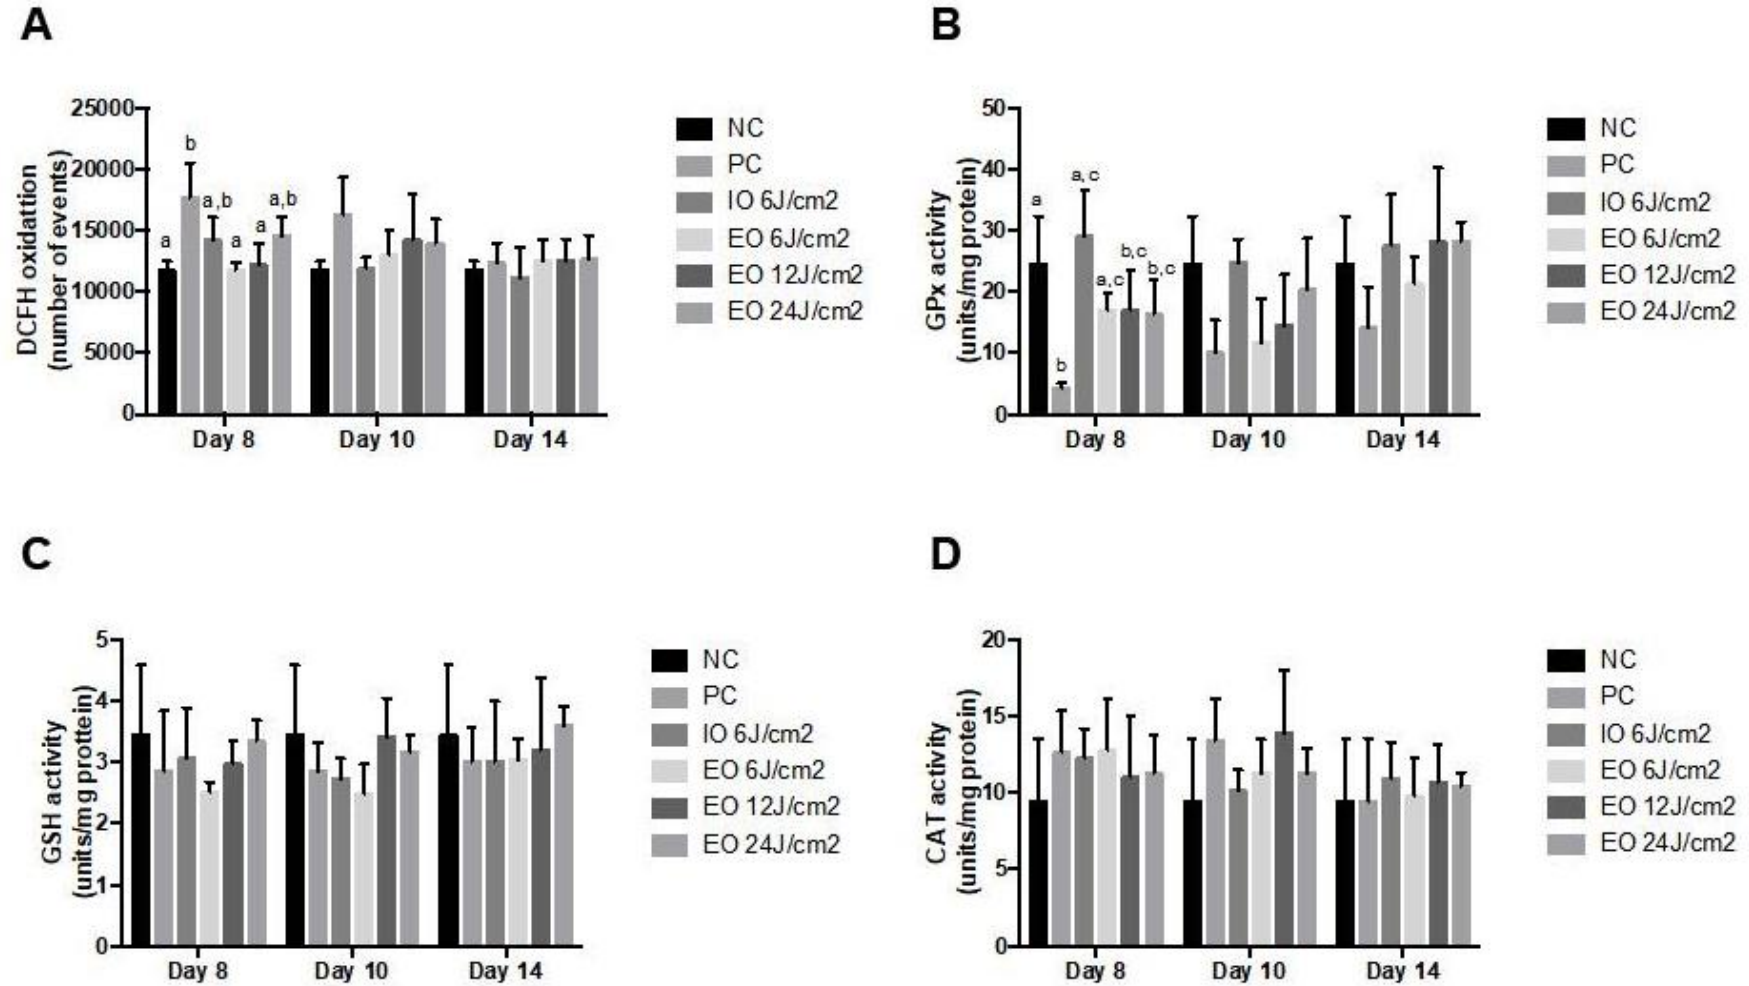 A
DCFH oxidation
(number of events)
25000
20000
15000
10000
5000
0
a
b
a,b
a
a
a,b
Day 8
Day 10
Day 14
NC
PC
IO 6J/cm2
EO 6J/cm2
EO 12J/cm2
EO 24J/cm2
B
GPx activity
(units/mg protein)
50
40
30
20
10
0
a
b
a,c
a,c
b,c
b,c
Day 8
Day 10
Day 14
NC
PC
IO 6J/cm2
EO 6J/cm2
EO 12J/cm2
EO 24J/cm2
C
GSH activity
(units/mg prottein)
5
4
3
2
1
0
Day 8
Day 10
Day 14
NC
PC
IO 6J/cm2
EO 6J/cm2
EO 12J/cm2
EO 24J/cm2
D
CAT activity
(units/mg protein)
20
15
10
5
0
Day 8
Day 10
Day 14
NC
PC
IO 6J/cm2
EO 6J/cm2
EO 12J/cm2
EO 24J/cm2